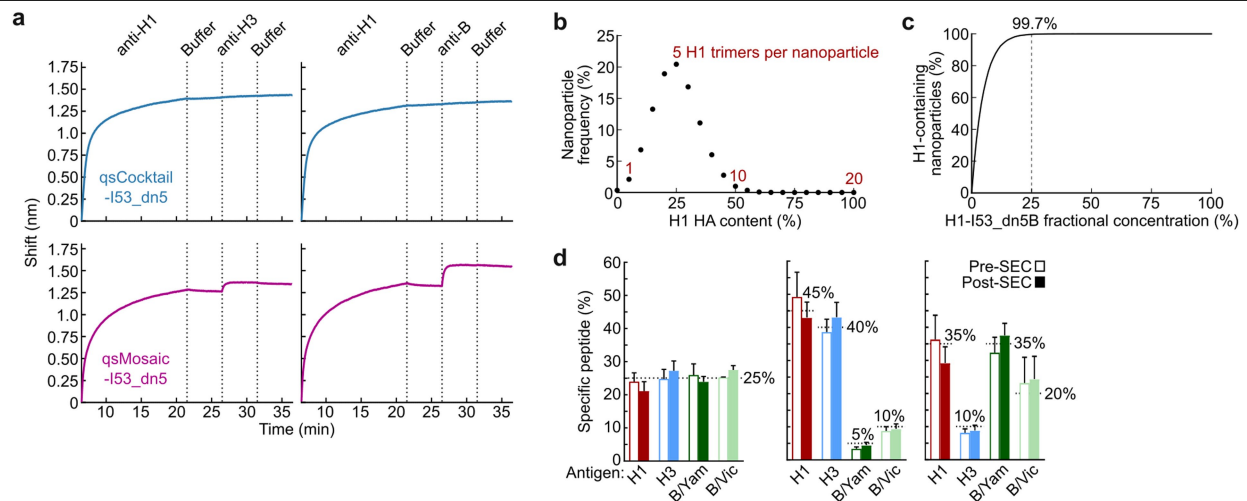 a
anti-H1
Buffer
anti-H3
Buffer
anti-H1
Buffer
anti-B
Buffer
Shift (nm)
1.75
1.50
1.25
1.0
0.75
0.50
0.25
0
qsCocktail
-I53_dn5
1.75
1.50
1.25
1.00
0.75
0.50
0.25
0
qsMosaic
-I53_dn5
10 15 20 25 30 35
10 15 20 25 30 35
Time (min)
b
Nanoparticle
frequency (%)
25
20
15
10
5
0
5 H1 trimers per nanoparticle
1
10
20
0 25 50 75 100
H1 HA content (%)
c
99.7%
H1-containing
nanoparticles (%)
100
80
60
40
20
0
0 25 50 75 100
H1-I53_dn5B fractional concentration (%)
d
Specific peptide (%)
60
50
40
30
20
10
0
25%
Antigen: H1 H3 B/Yam B/Vic
45%
40%
5%
10%
H1 H3 B/Yam B/Vic
Pre-SEC
Post-SEC
35%
10%
35%
20%
H1 H3 B/Yam B/Vic